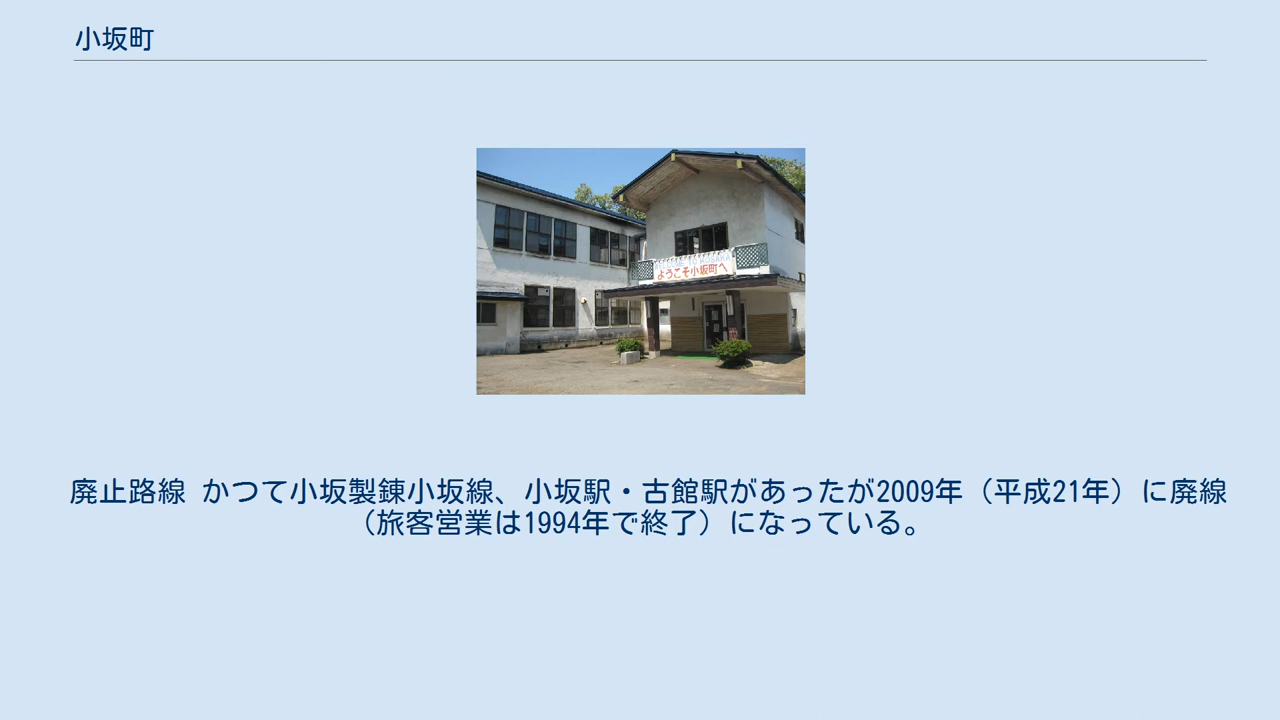 小坂町
WELCOME TO KOSAKA
ようこそ小坂町へ
廃止路線 かつて小坂製錬小坂線、小坂駅・古館駅があったが2009年（平成21年）に廃線
（旅客営業は1994年で終了）になっている。